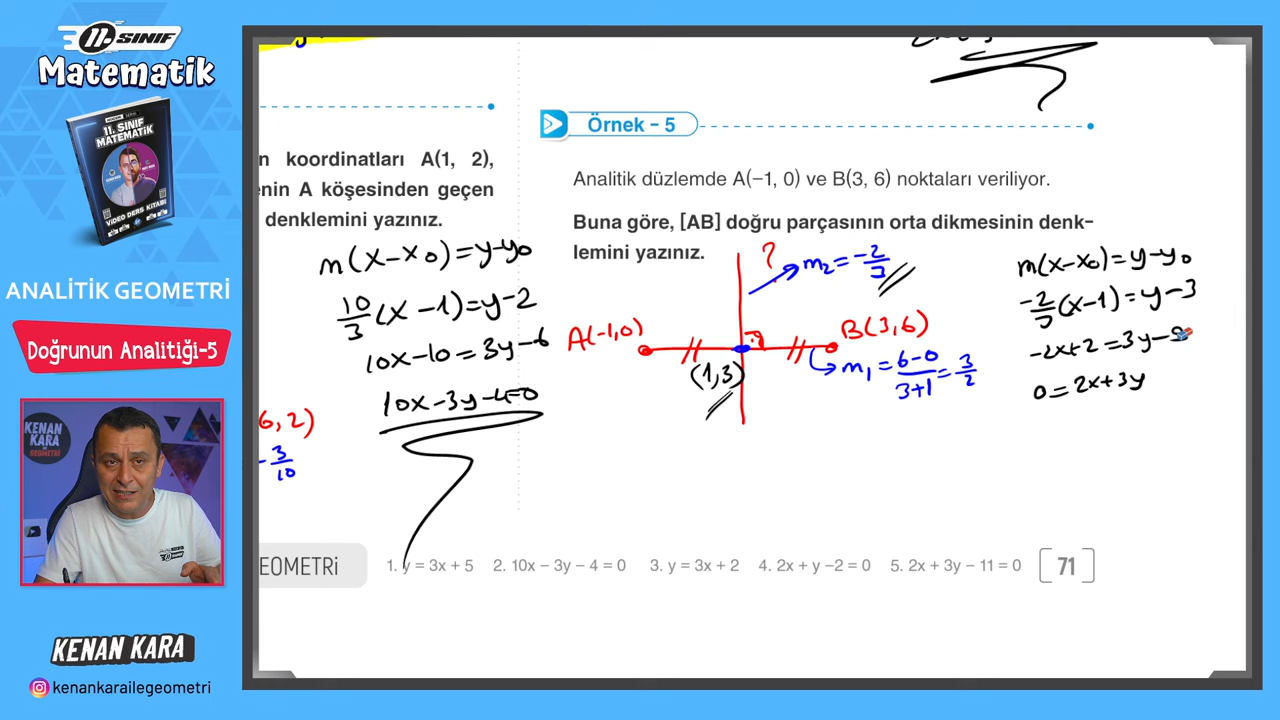 11. SINIF
Matematik
11. SINIF
MATEMATİK
VİDEO DERS KİTABI
ANALİTİK GEOMETRİ
Doğrunun Analitiği-5
KENAN
KARA
GEOMETRİ
11. SINIF
KENAN KARA
kenankarailegeometri
n koordinatları A(1, 2),
enin A köşesinden geçen
denklemini yazınız.
m(x-x0)=y-y0
10/3 (x-1)=y-2
10x-10=3y-6
10x-3y-4=0
6, 2)
-3/10
Örnek - 5
Analitik düzlemde A(−1, 0) ve B(3, 6) noktaları veriliyor.
Buna göre, [AB] doğru parçasının orta dikmesinin denk-
lemini yazınız.
?
m2=-2/3
A(-1,0)
B(3,6)
(1,3)
m1=6-0/3+1=3/2
m(x-x0)=y-y0
-2/3(x-1)=y-3
-2x+2=3y-
0=2x+3y
EOMETRİ
1. y = 3x + 5 2. 10x − 3y − 4 = 0 3. y = 3x + 2 4. 2x + y −2 = 0 5. 2x + 3y − 11 = 0
71